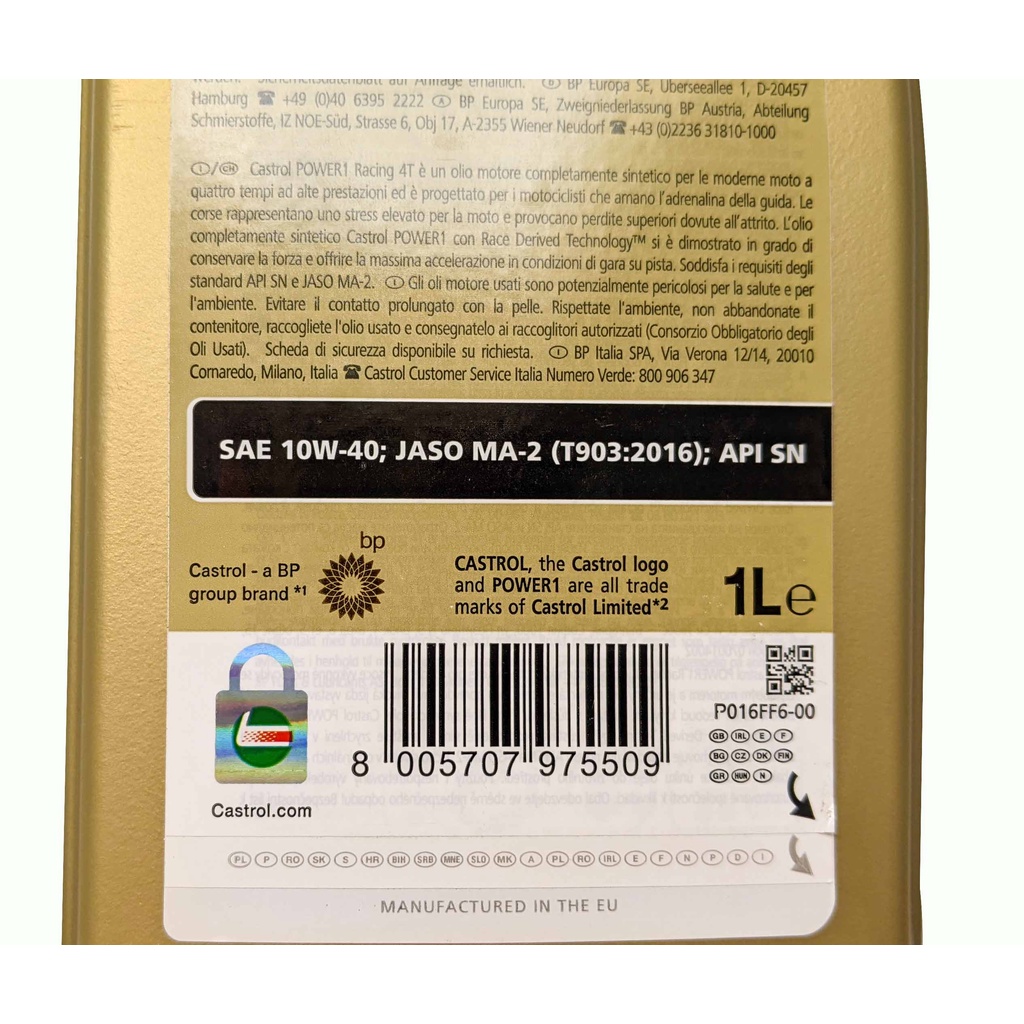 werden. Sicherheitsdatenblatt auf Anfrage erhältlich. D BP Europa SE, Überseeallee 1, D-20457
Hamburg ☎ +49 (0)40 6395 2222 A BP Europa SE, Zweigniederlassung BP Austria, Abteilung
Schmierstoffe, IZ NOE-Süd, Strasse 6, Obj 17, A-2355 Wiener Neudorf ☎ +43 (0)2236 31810-1000
I/CH Castrol POWER1 Racing 4T è un olio motore completamente sintetico per le moderne moto a
quattro tempi ad alte prestazioni ed è progettato per i motociclisti che amano l'adrenalina della guida. Le
corse rappresentano uno stress elevato per la moto e provocano perdite superiori dovute all'attrito. L'olio
completamente sintetico Castrol POWER1 con Race Derived Technology™ si è dimostrato in grado di
conservare la forza e offrire la massima accelerazione in condizioni di gara su pista. Soddisfa i requisiti degli
standard API SN e JASO MA-2. I Gli oli motore usati sono potenzialmente pericolosi per la salute e per
l'ambiente. Evitare il contatto prolungato con la pelle. Rispettate l'ambiente, non abbandonate il
contenitore, raccogliete l'olio usato e consegnatelo ai raccoglitori autorizzati (Consorzio Obbligatorio degli
Oli Usati). Scheda di sicurezza disponibile su richiesta. I BP Italia SPA, Via Verona 12/14, 20010
Cornaredo, Milano, Italia ☎ Castrol Customer Service Italia Numero Verde: 800 906 347
SAE 10W-40; JASO MA-2 (T903:2016); API SN
bp
Castrol - a BP
group brand *1
CASTROL, the Castrol logo
and POWER1 are all trade
marks of Castrol Limited*2
1L e
P016FF6-00
GB IRL E F
BG CZ DK FIN
GR HUN N
8 005707 975509
Castrol.com
PL P RO SK S HR BIH SRB MNE SLO MK A PL RO IRL E F N P D I
MANUFACTURED IN THE EU